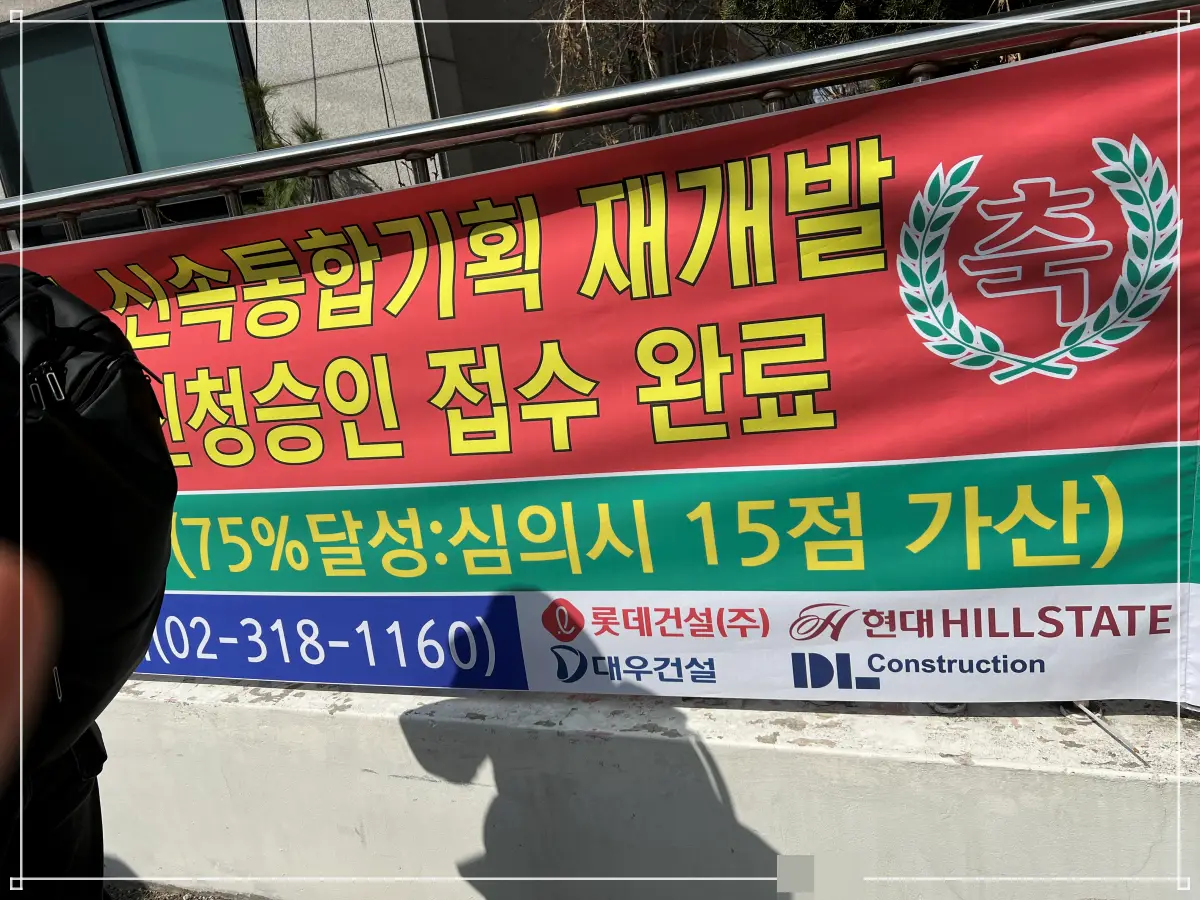 신속통합기획 재개발
신청승인 접수 완료
축
(75%달성:심의시 15점 가산)
(02-318-1160)
롯데건설(주) 현대 HILLSTATE
대우건설 DL Construction